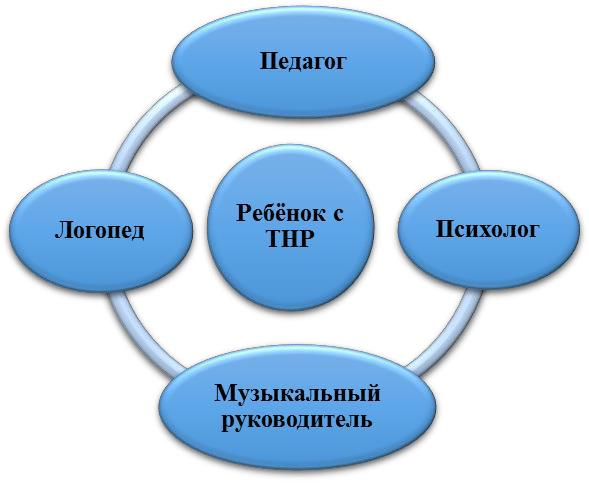 Педагог
Логопед
Ребёнок с
ТНР
Психолог
Музыкальный
руководитель